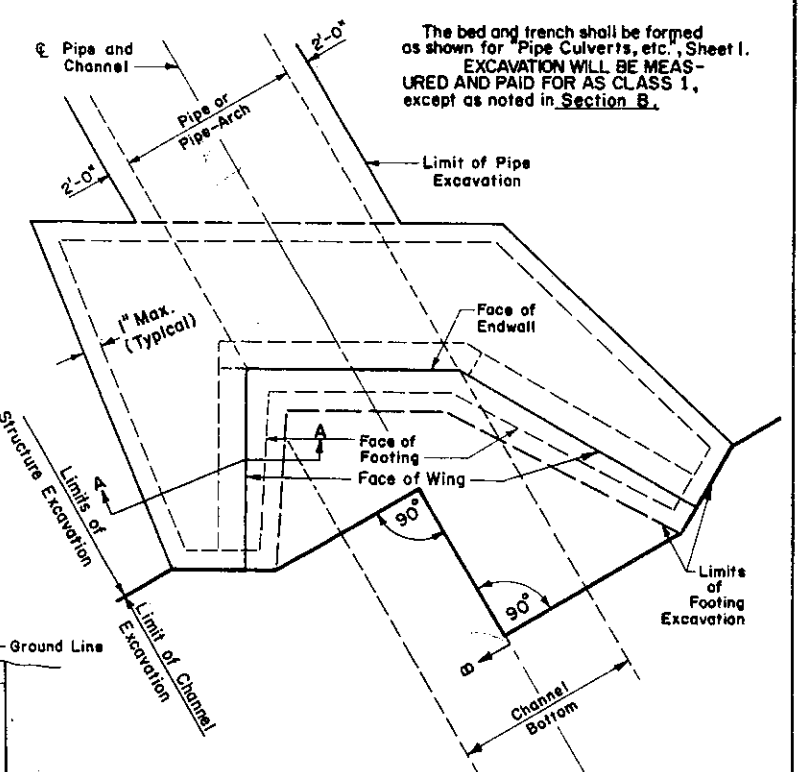 The bed and trench shall be formed
as shown for "Pipe Culverts, etc.", Sheet 1.
EXCAVATION WILL BE MEAS-
URED AND PAID FOR AS CLASS 1,
except as noted in Section B.
℄ Pipe and
Channel
2'-0"
Pipe or
Pipe-Arch
2'-0"
Limit of Pipe
Excavation
1" Max.
(Typical)
Face of
Endwall
A
Face of
Footing
Face of Wing
A
Limits of
Structure Excavation
90°
90°
Limits
of
Footing
Excavation
Limit of Channel
Excavation
Ground Line
B
Channel
Bottom